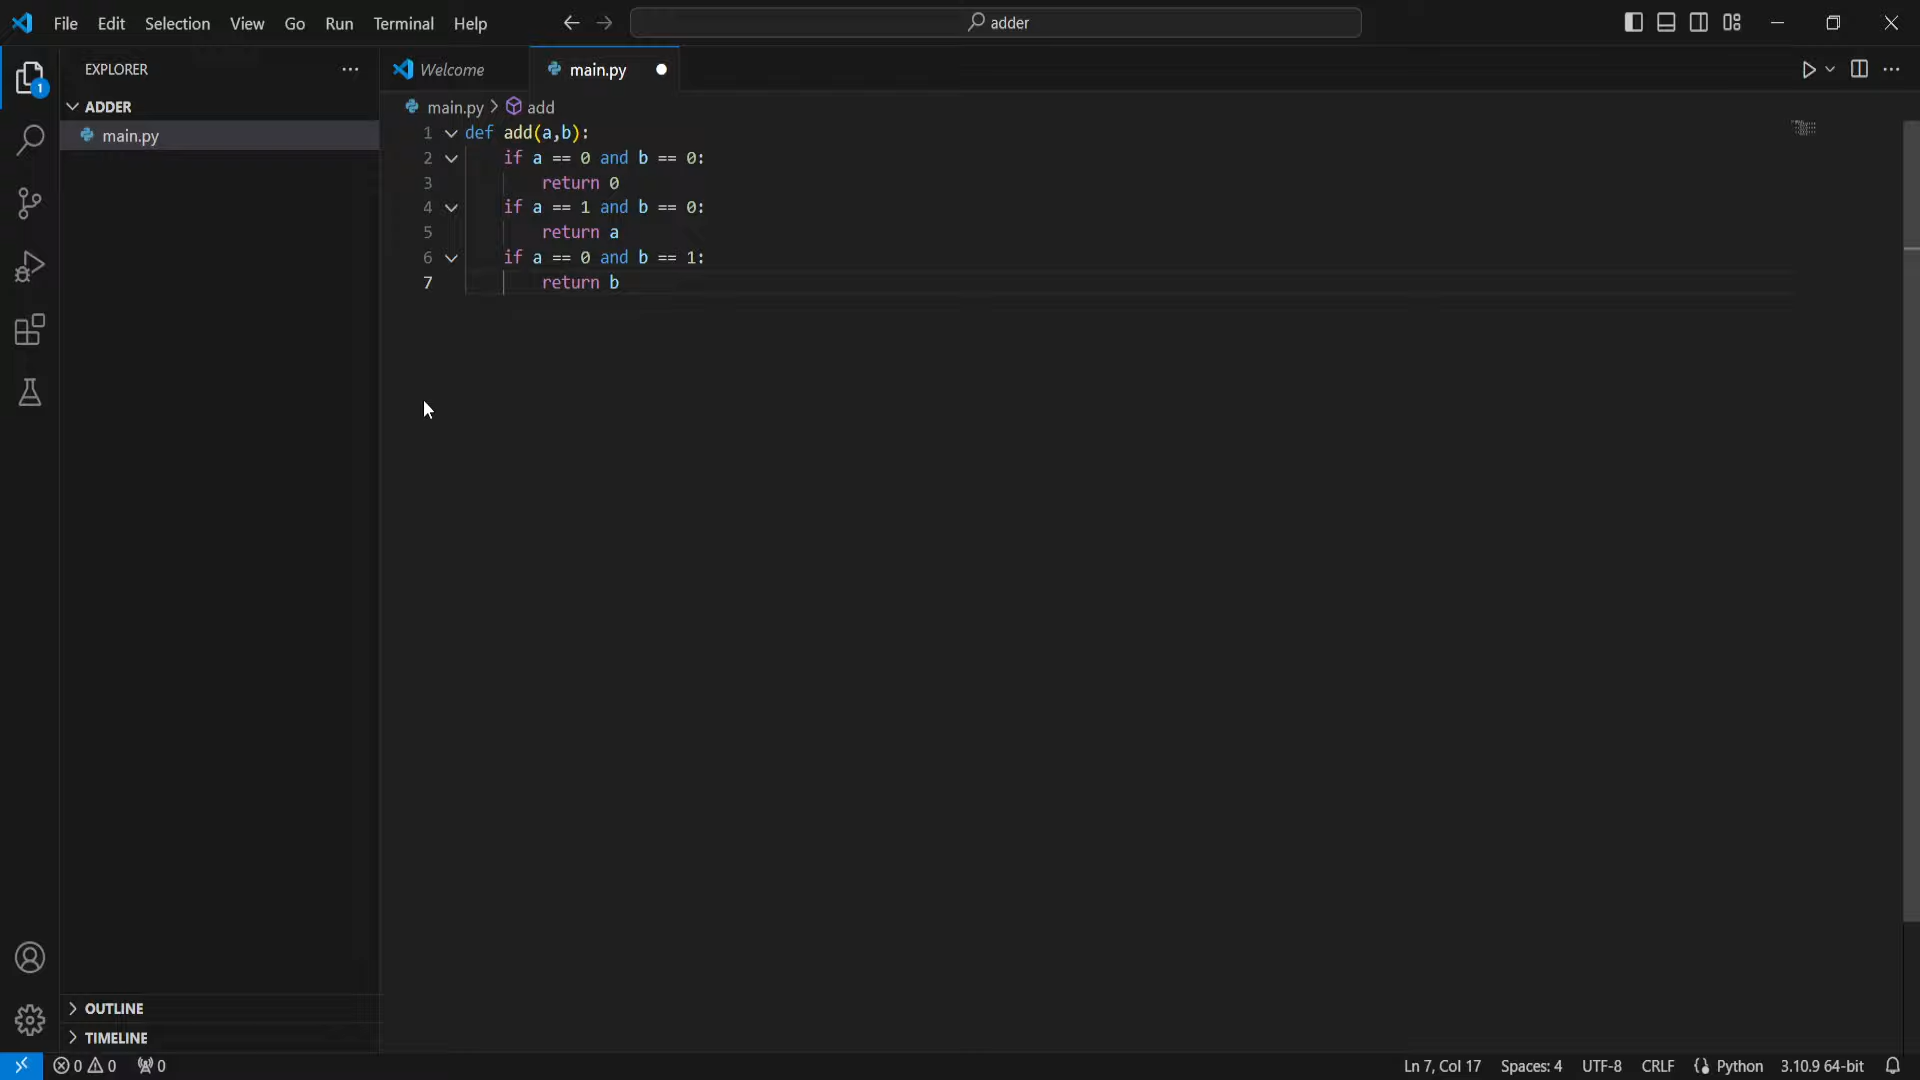 File Edit Selection View Go Run Terminal Help
adder
EXPLORER
1
ADDER
main.py
Welcome
main.py
main.py > add
1 def add(a,b):
2 if a == 0 and b == 0:
3 return 0
4 if a == 1 and b == 0:
5 return a
6 if a == 0 and b == 1:
7 return b
OUTLINE
TIMELINE
0 0 0
Ln 7, Col 17 Spaces: 4 UTF-8 CRLF Python 3.10.9 64-bit